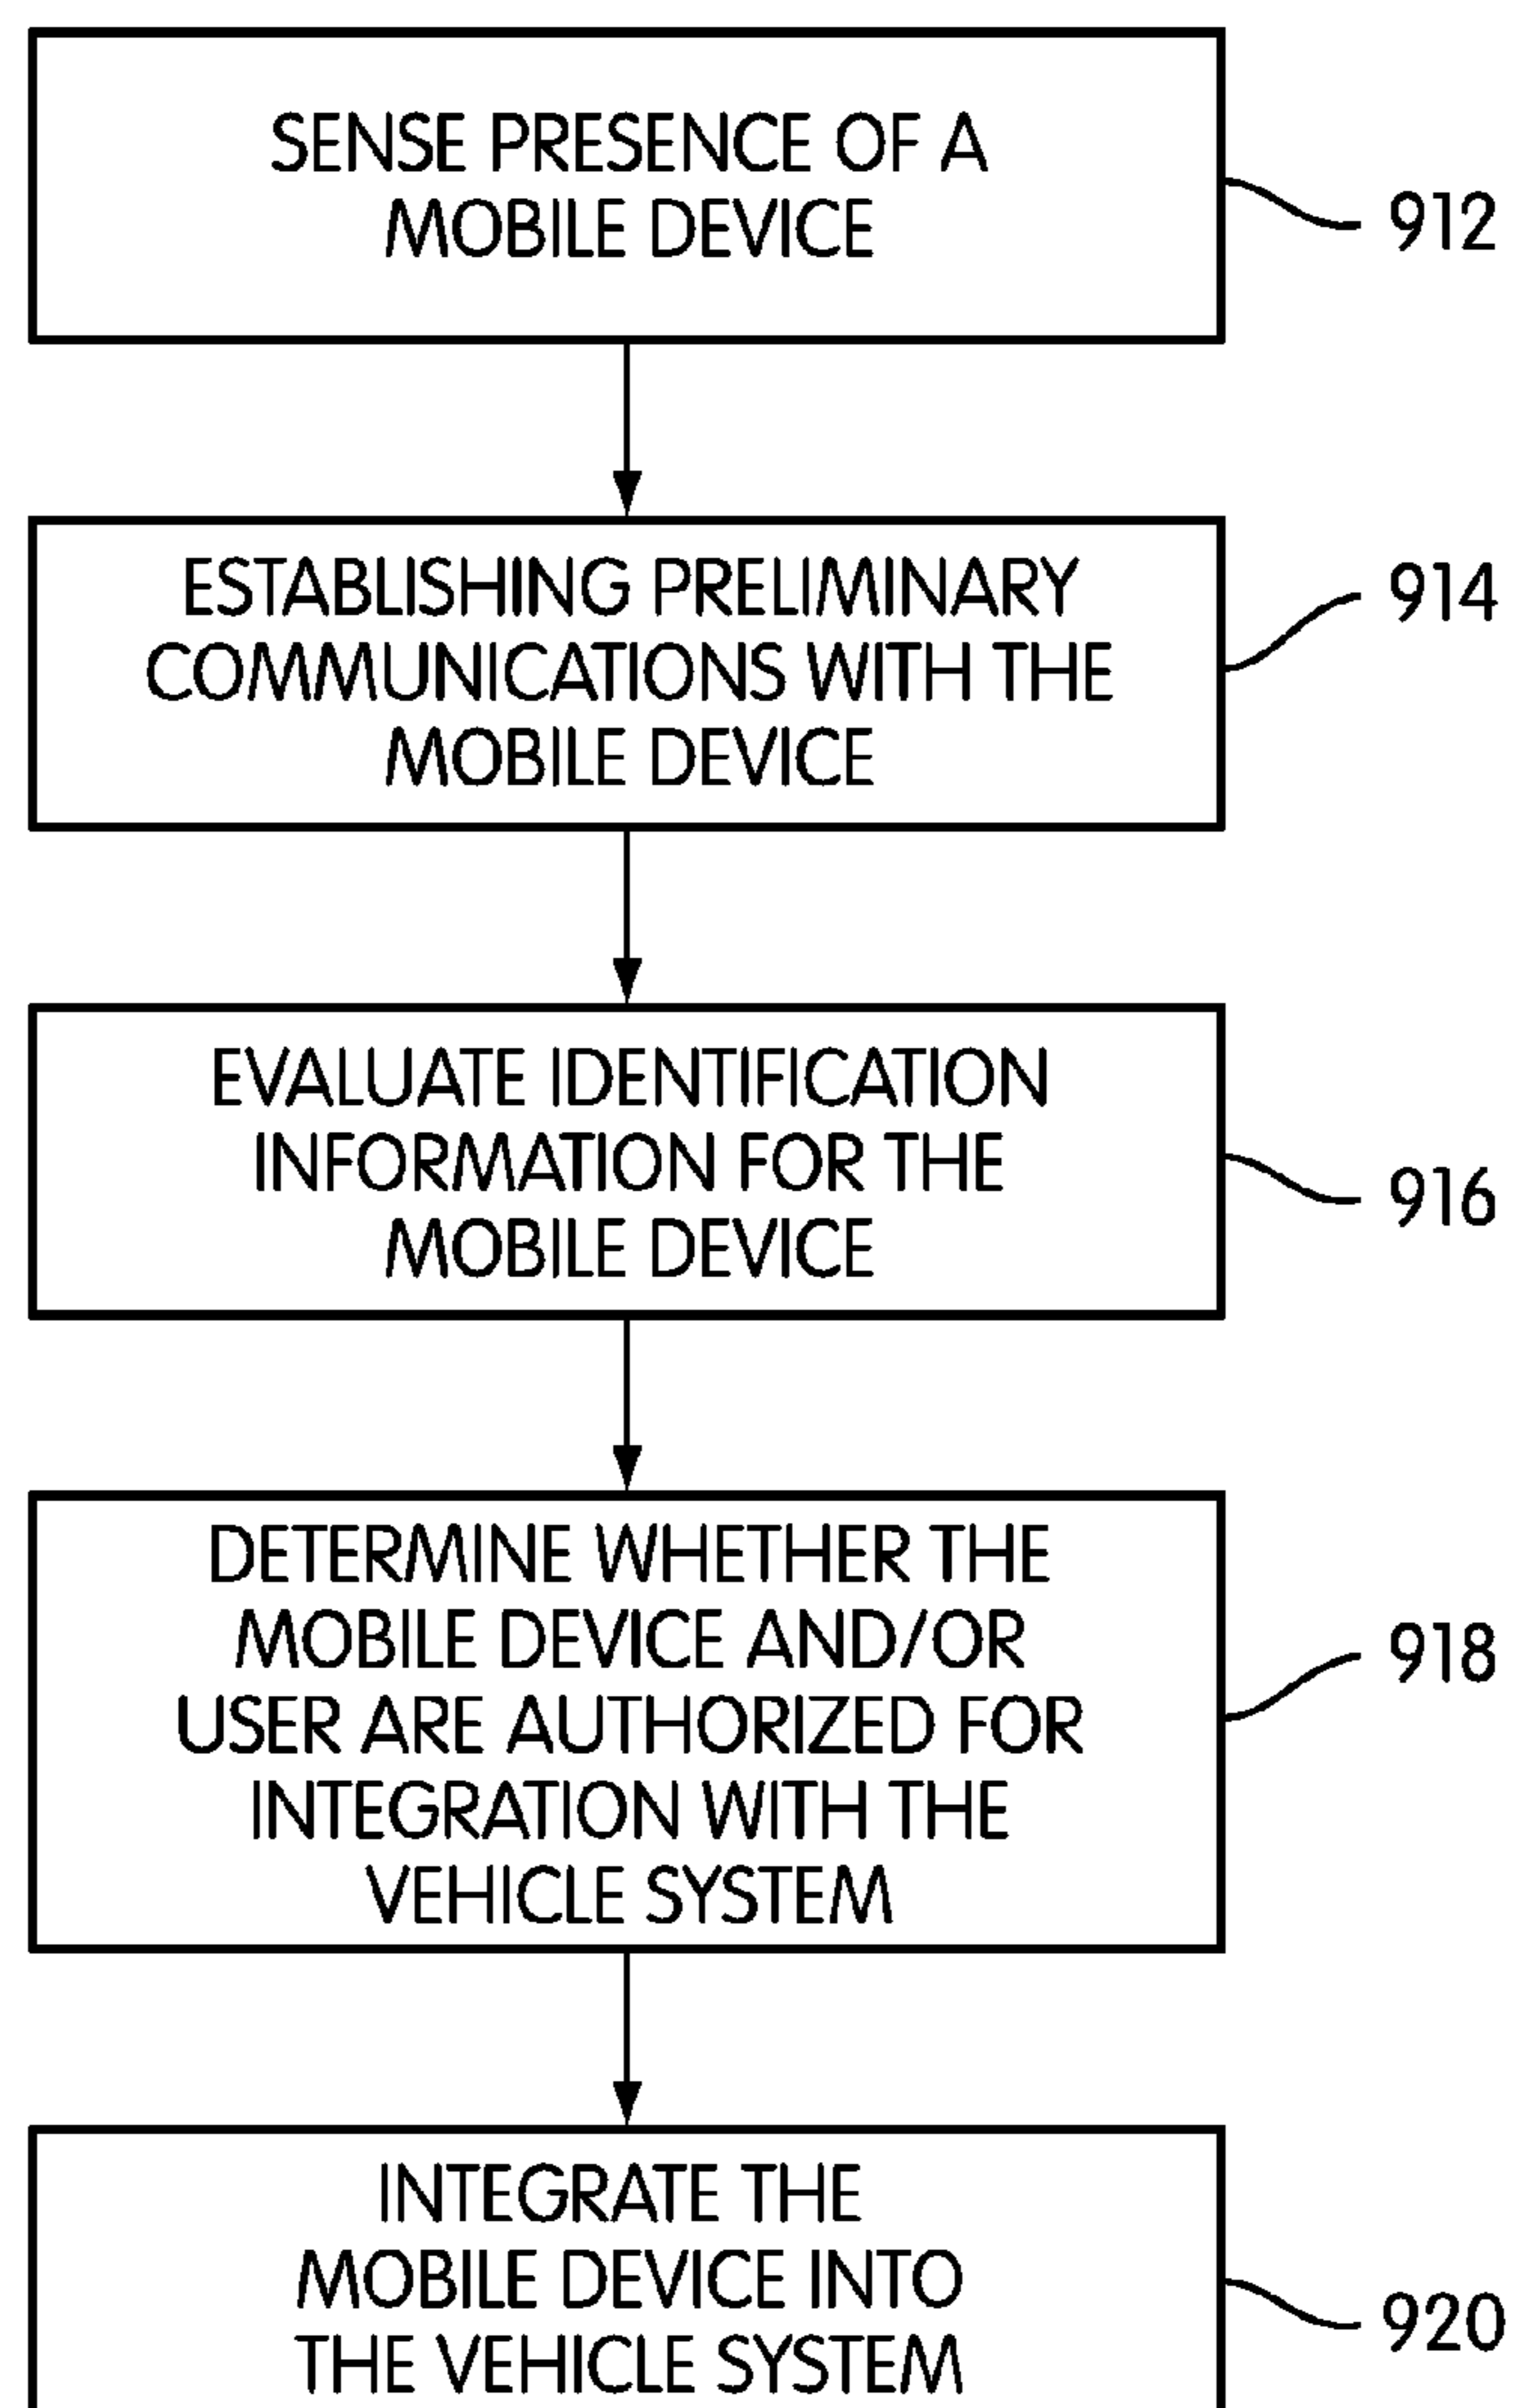 SENSE PRESENCE OF A
MOBILE DEVICE
912
ESTABLISHING PRELIMINARY
COMMUNICATIONS WITH THE
MOBILE DEVICE
914
EVALUATE IDENTIFICATION
INFORMATION FOR THE
MOBILE DEVICE
916
DETERMINE WHETHER THE
MOBILE DEVICE AND/OR
USER ARE AUTHORIZED FOR
INTEGRATION WITH THE
VEHICLE SYSTEM
918
INTEGRATE THE
MOBILE DEVICE INTO
THE VEHICLE SYSTEM
920